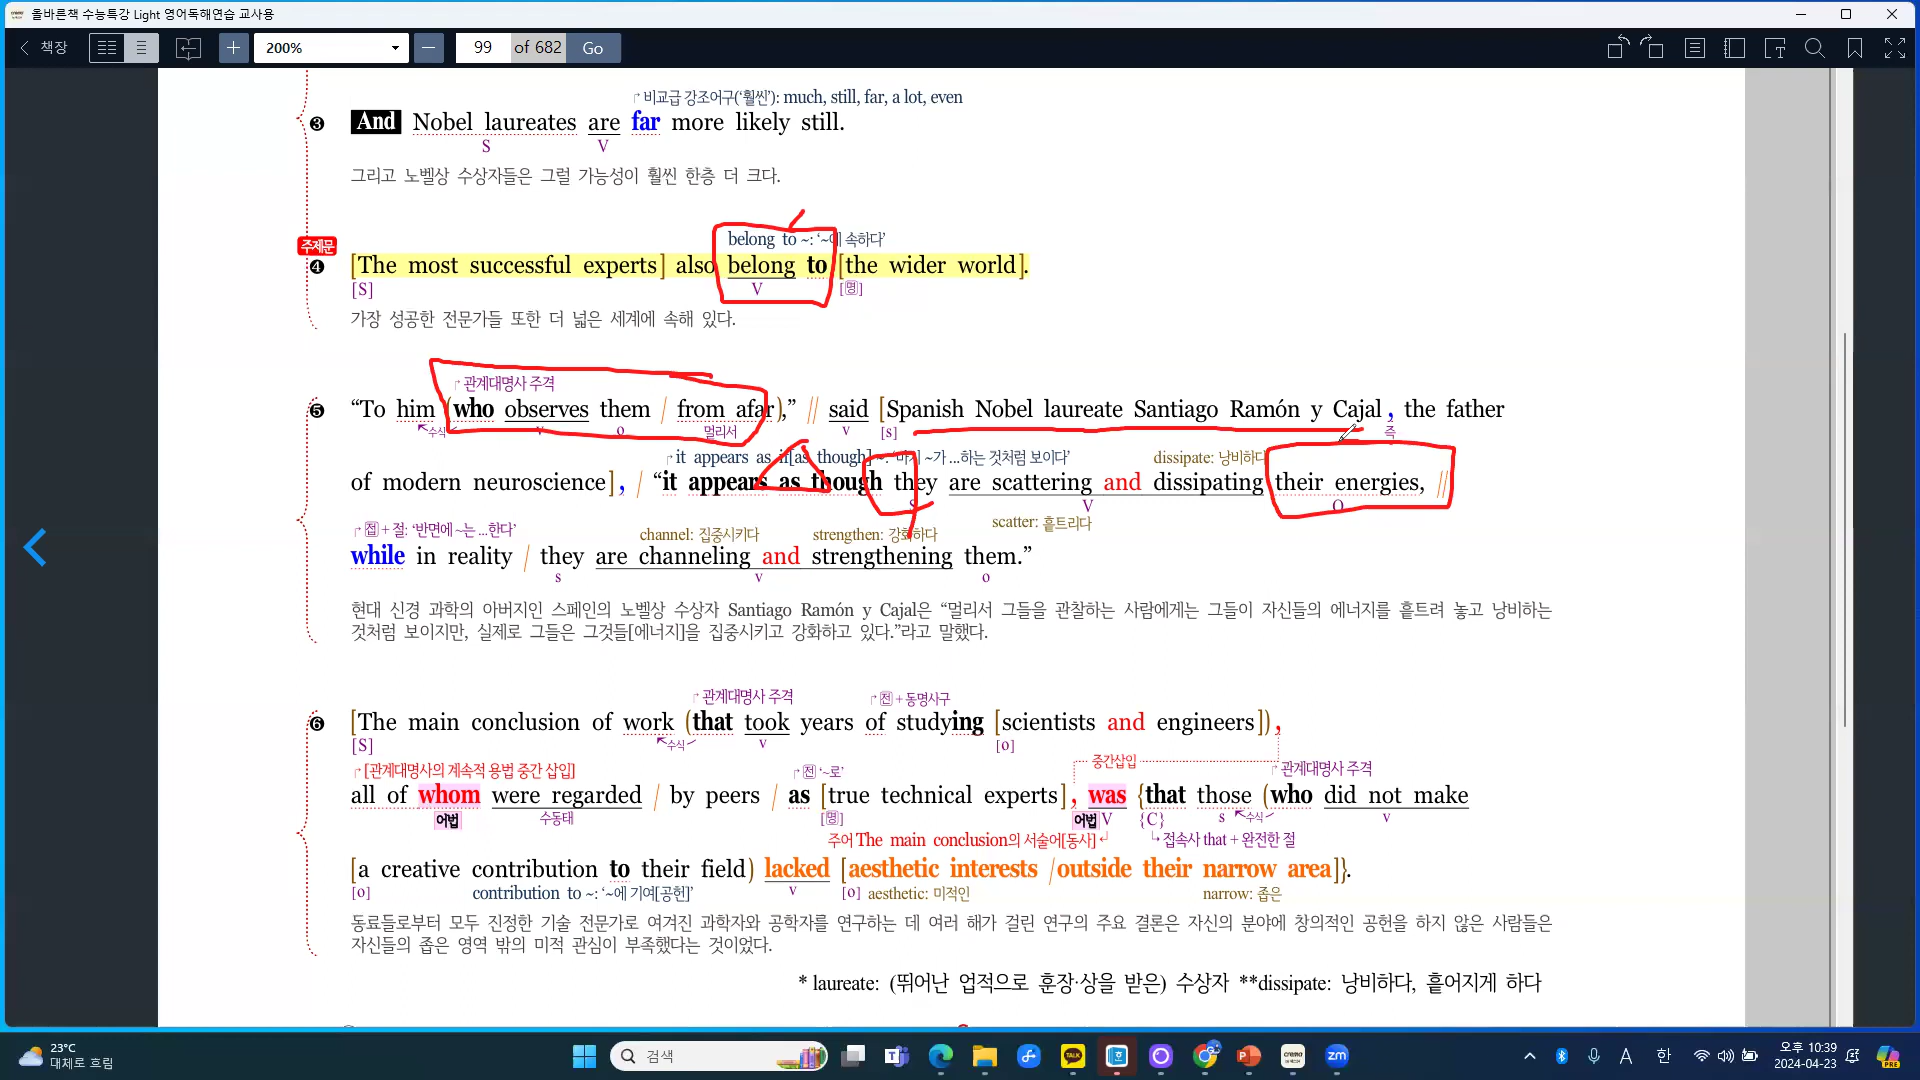 올바른책 수능특강 Light 영어독해연습 교사용
책장
200%
99 of 682 Go
비교급 강조어구('훨씬'): much, still, far, a lot, even
❸ And Nobel laureates are far more likely still.
S V
그리고 노벨상 수상자들은 그럴 가능성이 훨씬 한층 더 크다.
주제문
belong to ~: '~에 속하다'
❹ [The most successful experts] also belong to [the wider world].
[S] V [명]
가장 성공한 전문가들 또한 더 넓은 세계에 속해 있다.
관계대명사 주격
❺ “To him (who observes them / from afar),” // said [Spanish Nobel laureate Santiago Ramón y Cajal, the father
수식 v o 멀리서 v [s] 즉
it appears as if[as though] ~: '마치 ~가 ...하는 것처럼 보이다' dissipate: 낭비하다
of modern neuroscience], / “it appears as though they are scattering and dissipating their energies, //
S V O
[접] + 절: '반면에 ~는 ...한다' channel: 집중시키다 strengthen: 강화하다 scatter: 흩트리다
while in reality / they are channeling and strengthening them.”
s v o
현대 신경 과학의 아버지인 스페인의 노벨상 수상자 Santiago Ramón y Cajal은 “멀리서 그들을 관찰하는 사람에게는 그들이 자신들의 에너지를 흩트려 놓고 낭비하는
것처럼 보이지만, 실제로 그들은 그것들[에너지]을 집중시키고 강화하고 있다.”라고 말했다.
관계대명사 주격 [전] + 동명사구
❻ [The main conclusion of work (that took years of studying [scientists and engineers]),
[S] 수식 v [o]
[관계대명사의 계속적 용법 중간 삽입] [전] '~로' 중간삽입 관계대명사 주격
all of whom were regarded / by peers / as [true technical experts], was {that those (who did not make
어법 수동태 [명] 어법 V {C} s 수식 v
주어 The main conclusion의 서술어[동사] 접속사 that + 완전한 절
[a creative contribution to their field) lacked [aesthetic interests / outside their narrow area]}.
[o] contribution to ~: '~에 기여[공헌]' v [o] aesthetic: 미적인 narrow: 좁은
동료들로부터 모두 진정한 기술 전문가로 여겨진 과학자와 공학자를 연구하는 데 여러 해가 걸린 연구의 주요 결론은 자신의 분야에 창의적인 공헌을 하지 않은 사람들은
자신들의 좁은 영역 밖의 미적 관심이 부족했다는 것이었다.
* laureate: (뛰어난 업적으로 훈장·상을 받은) 수상자 **dissipate: 낭비하다, 흩어지게 하다
23°C
대체로 흐림
검색
A 한
오후 10:39
2024-04-23